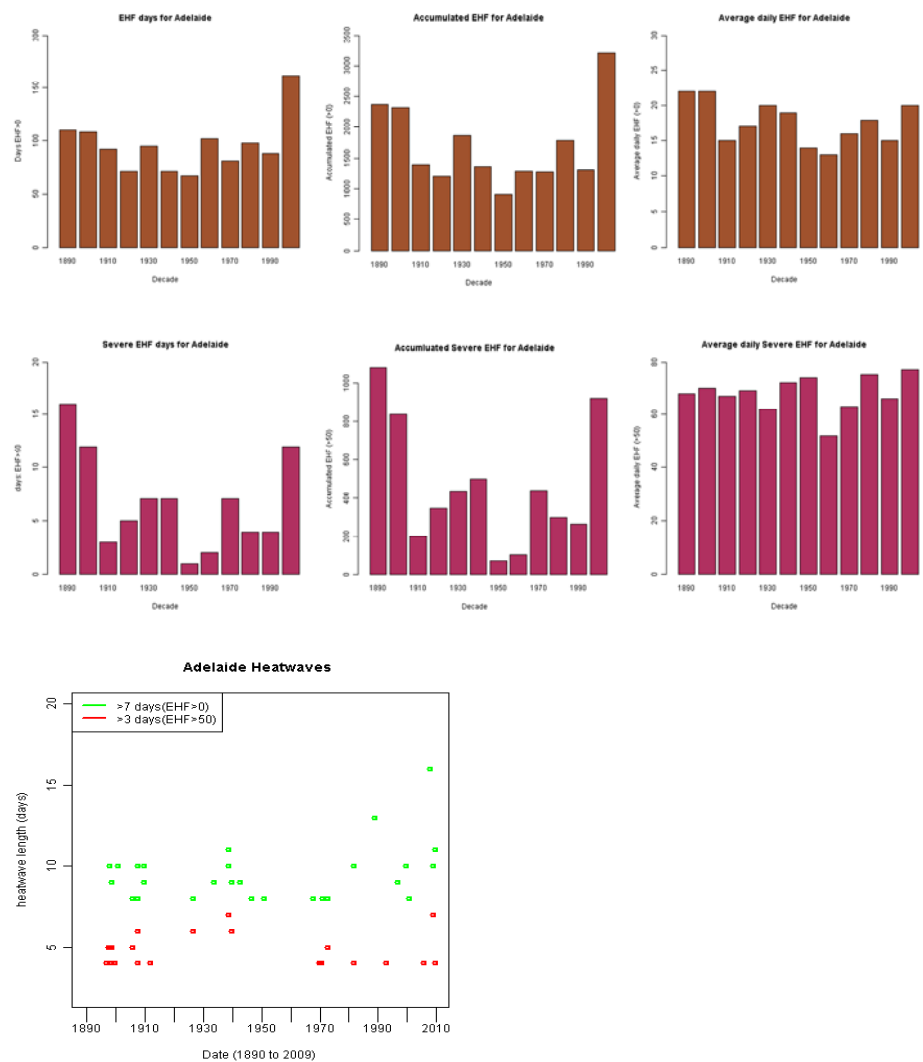 EHF days for Adelaide
200
150
100
50
0
Days EHF>0
1890 1910 1930 1950 1970 1990
Decade
Accumulated EHF for Adelaide
3500
3000
2500
2000
1500
1000
500
0
Accumulated EHF (>0)
1890 1910 1930 1950 1970 1990
Decade
Average daily EHF for Adelaide
30
25
20
15
10
5
0
Average daily EHF (>0)
1890 1910 1930 1950 1970 1990
Decade
Severe EHF days for Adelaide
20
15
10
5
0
days:
1890 1910 1930 1950 1970 1990
Decade
Accumluated Severe EHF for Adelaide
1000
800
600
400
200
0
Accumulated EHF (>50)
1890 1910 1930 1950 1970 1990
Decade
Average daily Severe EHF for Adelaide
80
60
40
20
0
Average daily EHF (>50)
1890 1910 1930 1950 1970 1990
Decade
Adelaide Heatwaves
>7 days(EHF>0)
>3 days(EHF>50)
20
15
10
5
heatwave length (days)
1890 1910 1930 1950 1970 1990 2010
Date (1890 to 2009)